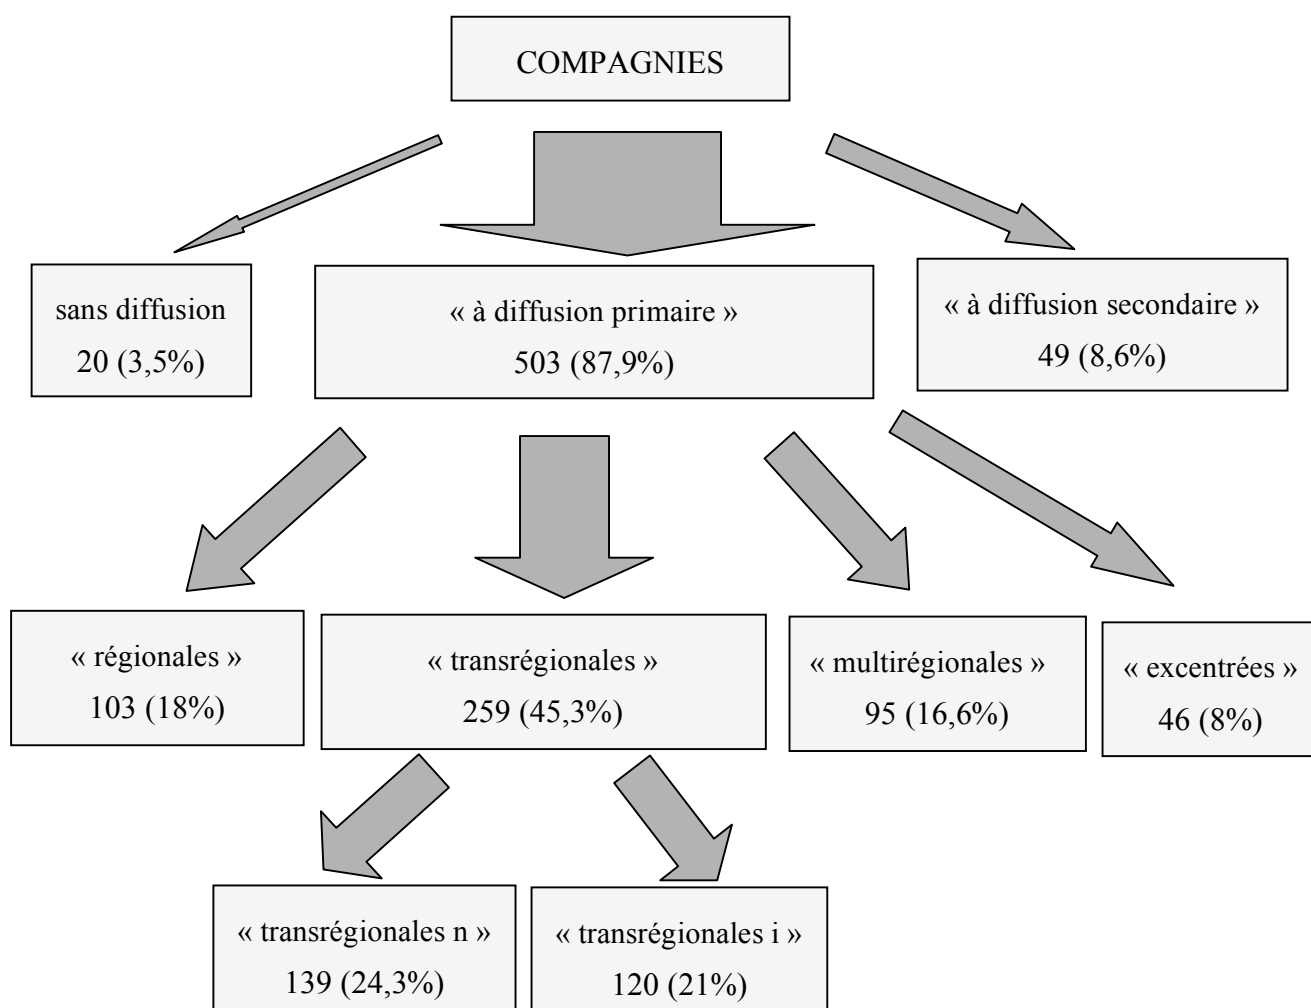 COMPAGNIES
sans diffusion
20 (3,5%)
« à diffusion primaire »
503 (87,9%)
« à diffusion secondaire »
49 (8,6%)
« régionales »
103 (18%)
« transrégionales »
259 (45,3%)
« multirégionales »
95 (16,6%)
« excentrées »
46 (8%)
« transrégionales n »
139 (24,3%)
« transrégionales i »
120 (21%)